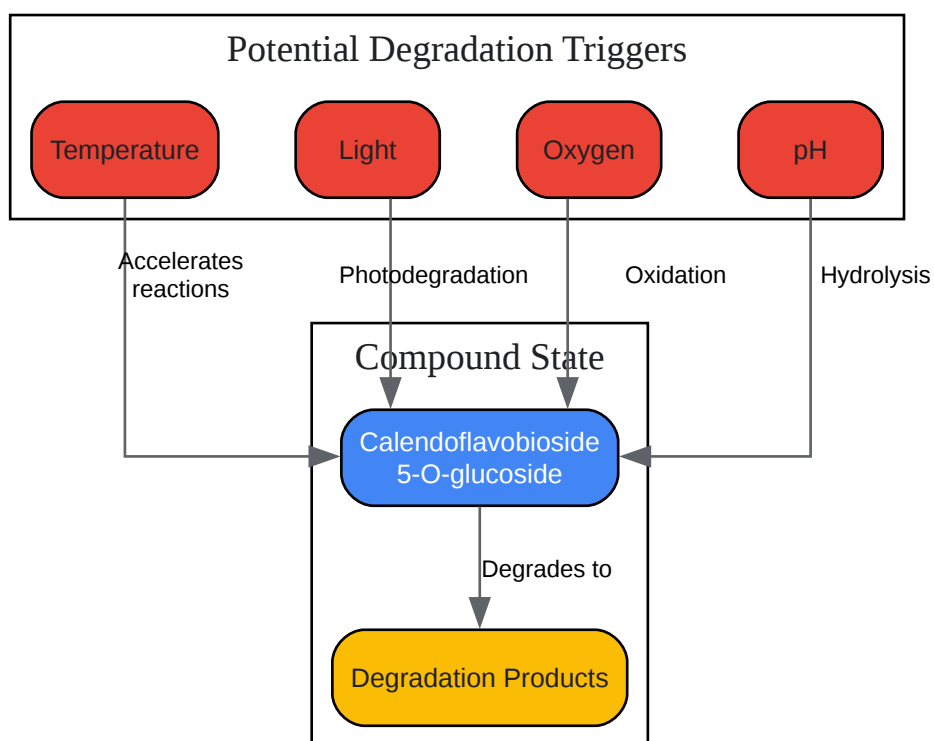 Potential Degradation Triggers
Temperature
Light
Oxygen
pH
Accelerates
reactions
Photodegradation
Oxidation
Hydrolysis
Compound State
Calendoflavobioside
5-O-glucoside
Degrades to
Degradation Products